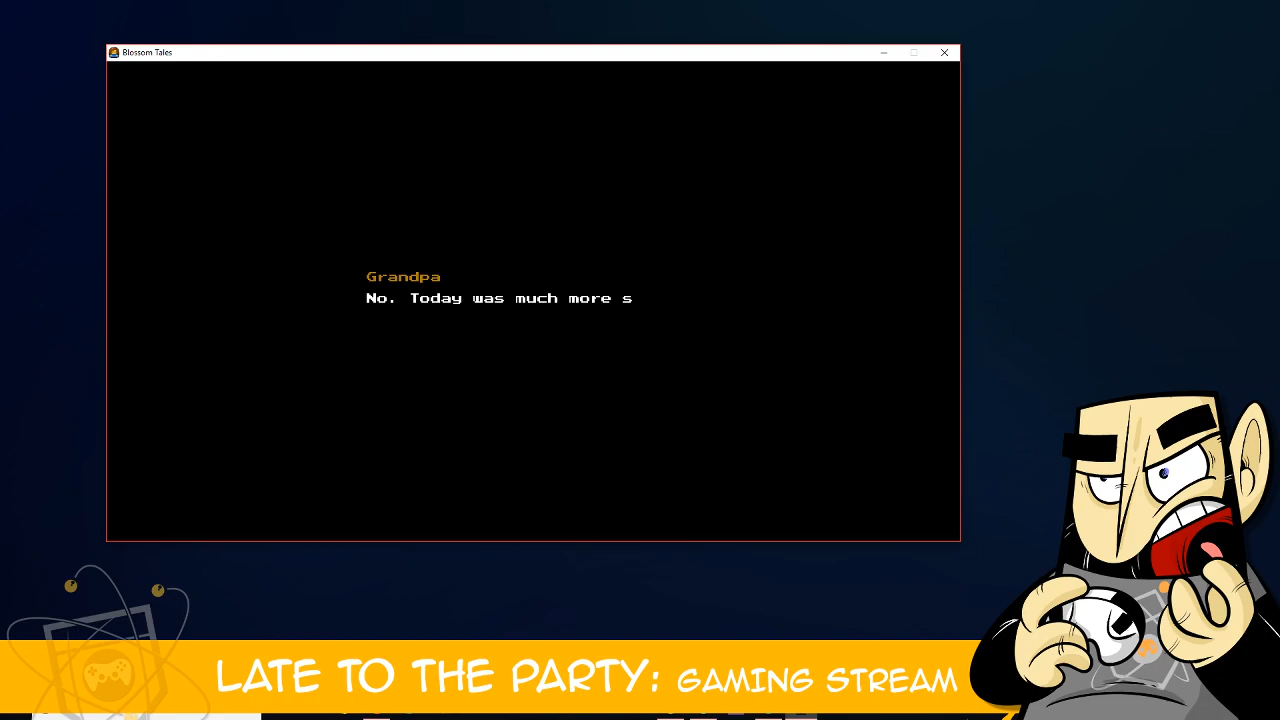 Blossom Tales
Grandpa
No. Today was much more s
LATE TO THE PARTY: GAMING STREAM